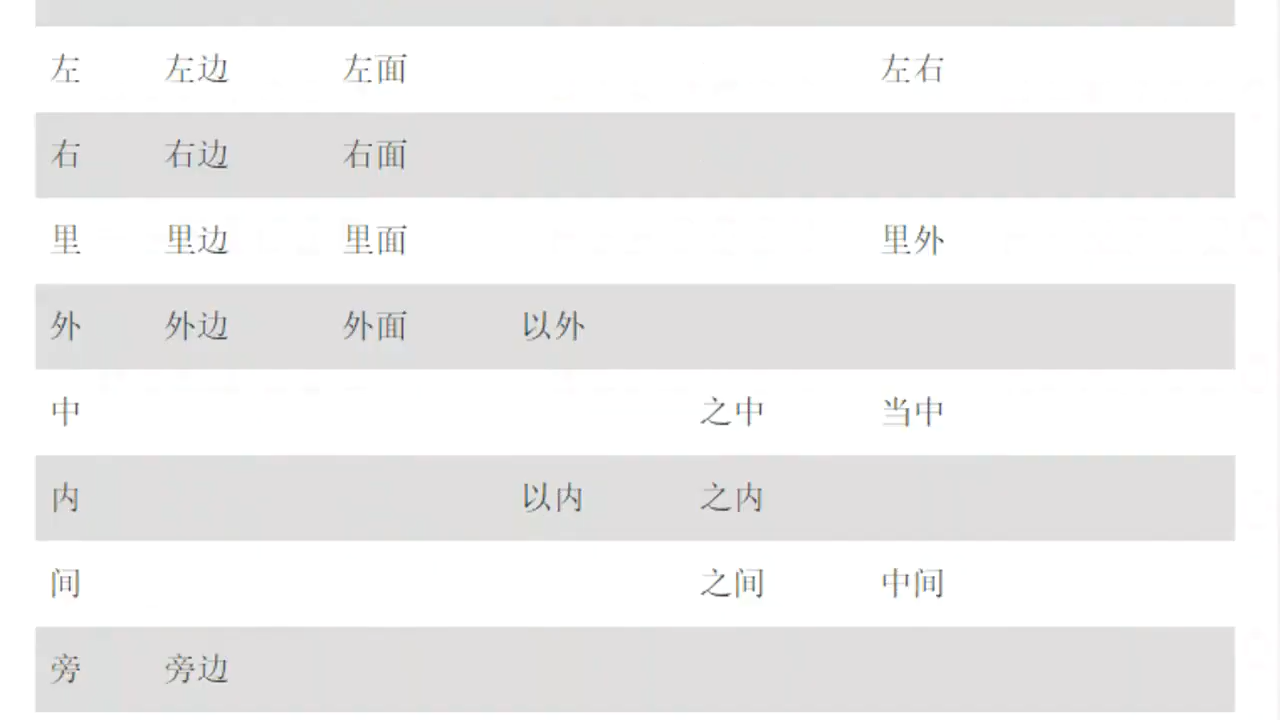 左 左边 左面 左右
右 右边 右面
里 里边 里面 里外
外 外边 外面 以外
中 之中 当中
内 以内 之内
间 之间 中间
旁 旁边